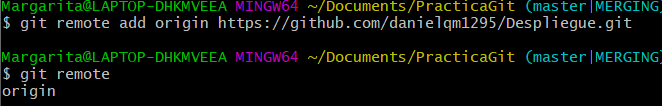 Margarita@LAPTOP-DHKMVEEA MINGW64 ~/Documents/PracticaGit (master|MERGING)
$ git remote add origin https://github.com/danielqm1295/Despliegue.git
Margarita@LAPTOP-DHKMVEEA MINGW64 ~/Documents/PracticaGit (master|MERGING)
$ git remote
origin